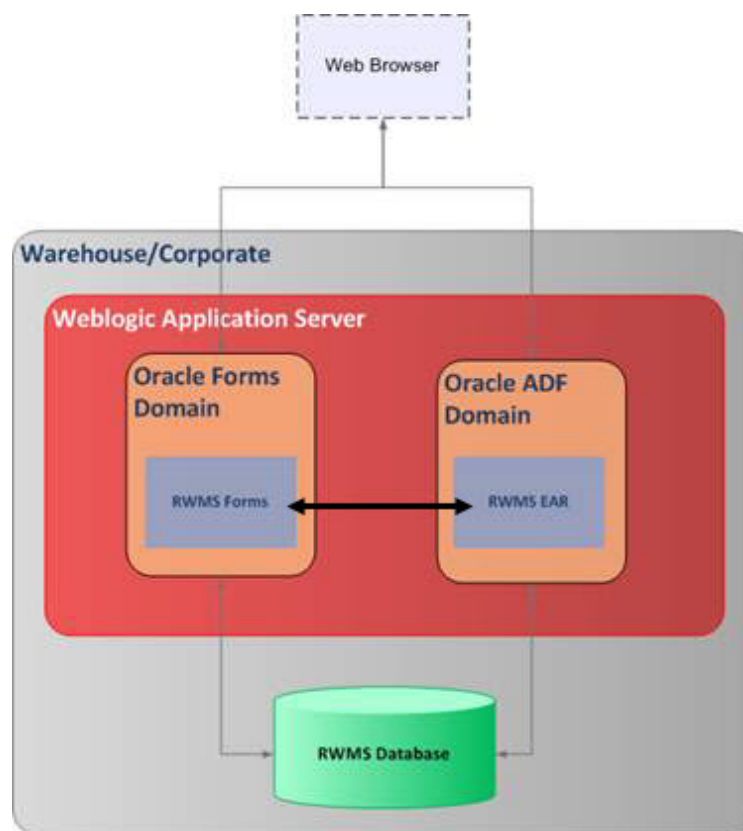 Web Browser
Warehouse/Corporate
Weblogic Application Server
Oracle Forms
Domain
Oracle ADF
Domain
RWMS Forms
RWMS EAR
RWMS Database